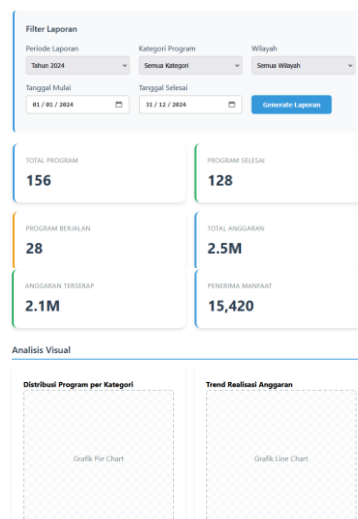 Filter Laporan
Periode Laporan
Kategori Program
Wilayah
Tahun 2024
Semua Kategori
Semua Wilayah
Tanggal Mulai
Tanggal Selesai
01 / 01 / 2024
31 / 12 / 2024
Generate Laporan
TOTAL PROGRAM
156
PROGRAM SELESAI
128
PROGRAM BERJALAN
28
TOTAL ANGGARAN
2.5M
ANGGARAN TERSERAP
2.1M
PENERIMA MANFAAT
15,420
Analisis Visual
Distribusi Program per Kategori
Trend Realisasi Anggaran
Grafik Pie Chart
Grafik Line Chart